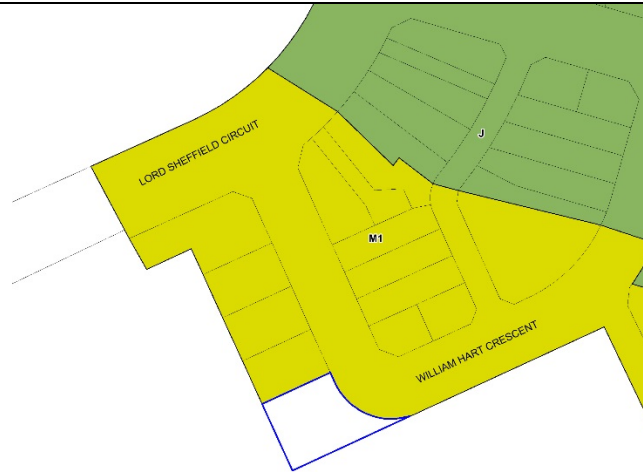 LORD SHEFFIELD CIRCUIT
J
M1
WILLIAM HART CRESCENT